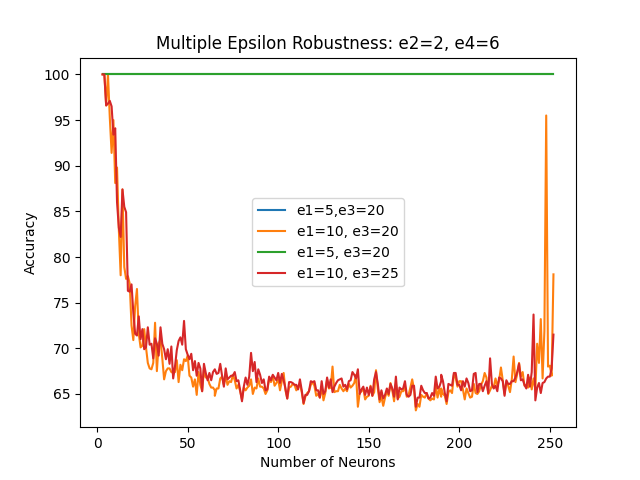 Multiple Epsilon Robustness: e2=2, e4=6
100
95
90
85
80
75
70
65
Accuracy
e1=5,e3=20
e1=10, e3=20
e1=5, e3=20
e1=10, e3=25
0
50
100
150
200
250
Number of Neurons